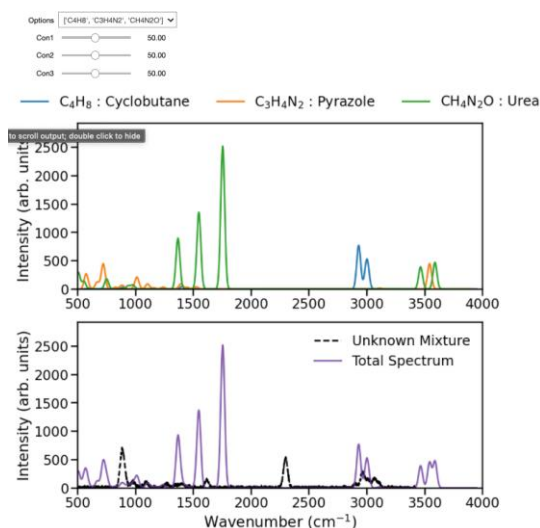 Options ['C4H8', 'C3H4N2', 'CH4N2O']
Con1 50.00
Con2 50.00
Con3 50.00
C₄H₈ : Cyclobutane C₃H₄N₂ : Pyrazole CH₄N₂O : Urea
to scroll output; double click to hide
Intensity (arb. units)
2500
2000
1500
1000
500
0
500 1000 1500 2000 2500 3000 3500 4000
Unknown Mixture
Total Spectrum
Intensity (arb. units)
2500
2000
1500
1000
500
0
500 1000 1500 2000 2500 3000 3500 4000
Wavenumber (cm⁻¹)